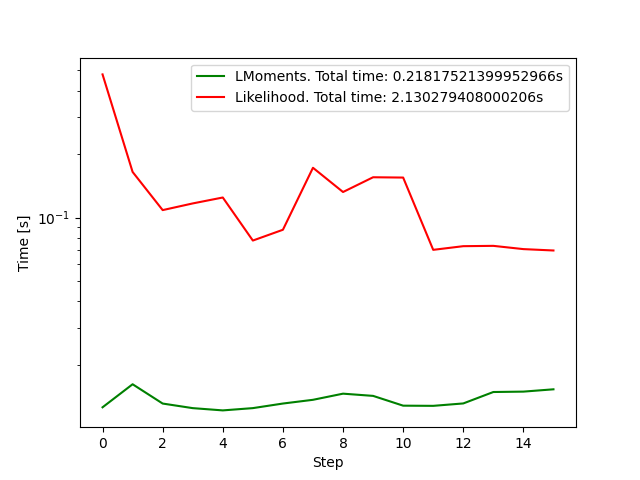 LMoments. Total time: 0.21817521399952966s
Likelihood. Total time: 2.130279408000206s
Time [s]
10⁻¹
0 2 4 6 8 10 12 14
Step